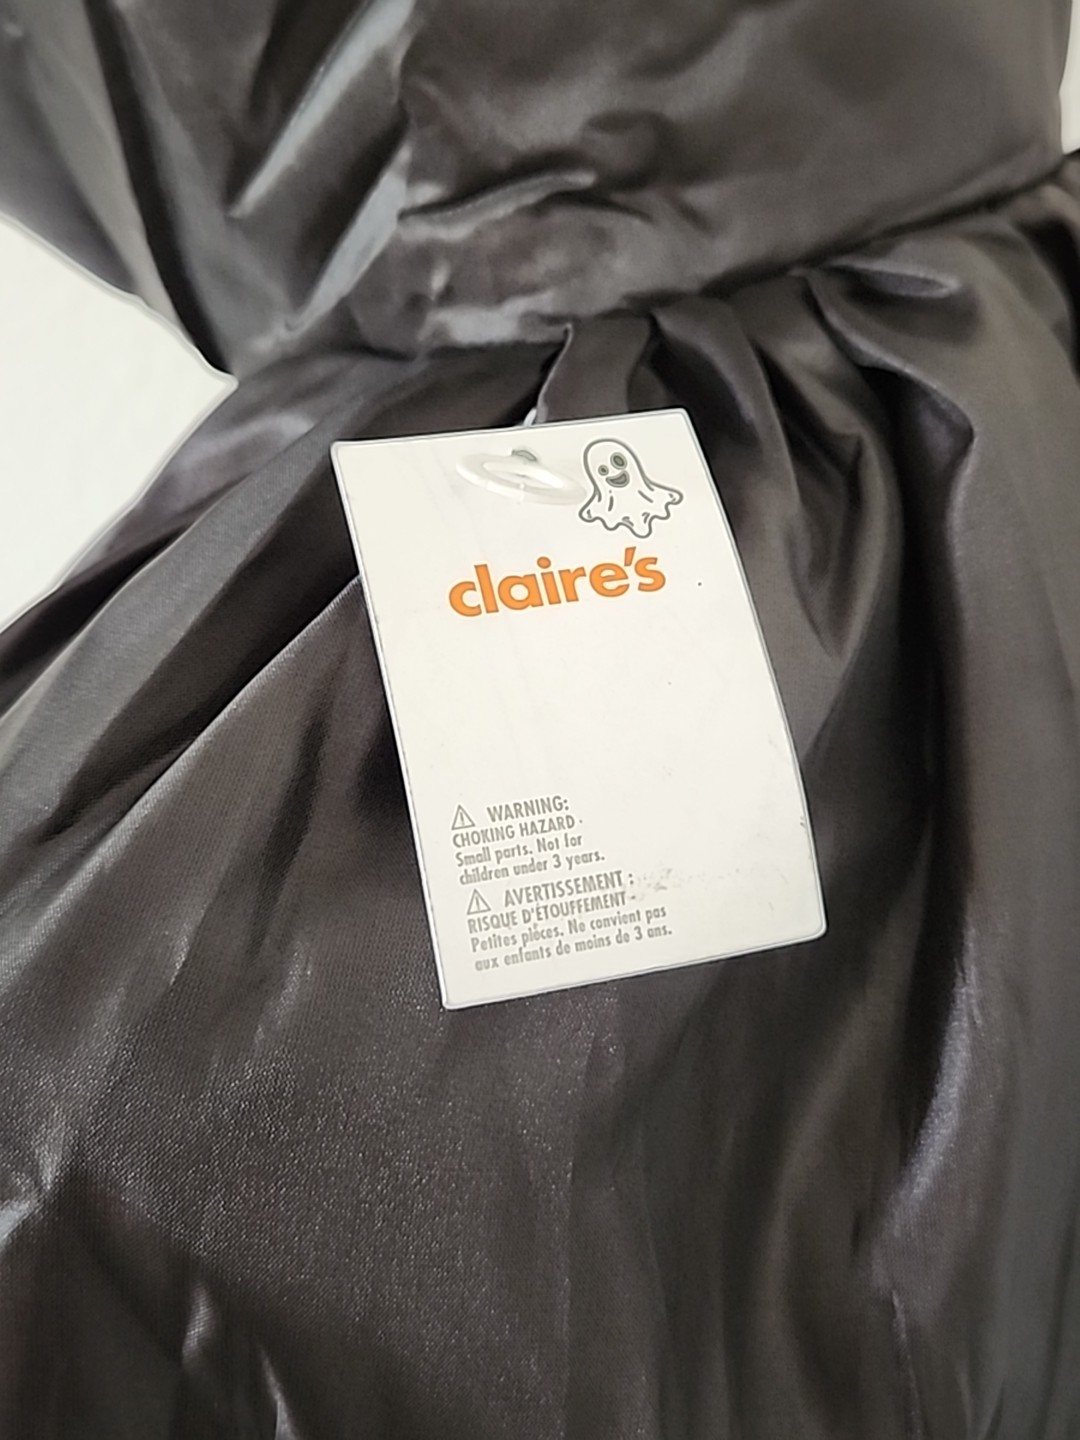 claire's
WARNING:
CHOKING HAZARD -
Small parts. Not for
children under 3 years.
AVERTISSEMENT :
RISQUE D'ÉTOUFFEMENT -
Petites pièces. Ne convient pas
aux enfants de moins de 3 ans.